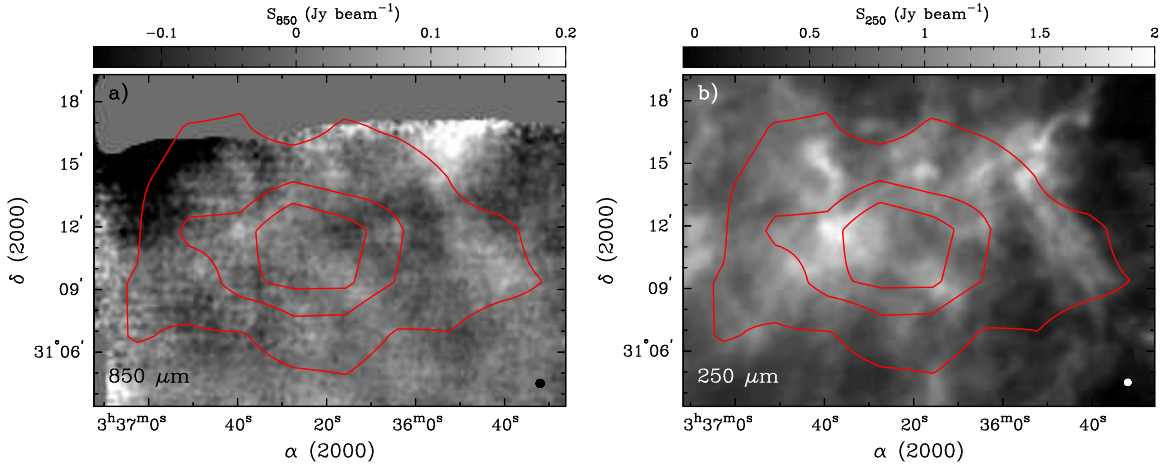 S850 (Jy beam−1)
−0.1 0 0.1 0.2
a)
18′
15′
12′
09′
31°06′
δ (2000)
850 μm
3h37m0s 40s 20s 36m0s 40s
α (2000)
S250 (Jy beam−1)
0 0.5 1 1.5 2
b)
18′
15′
12′
09′
31°06′
δ (2000)
250 μm
3h37m0s 40s 20s 36m0s 40s
α (2000)